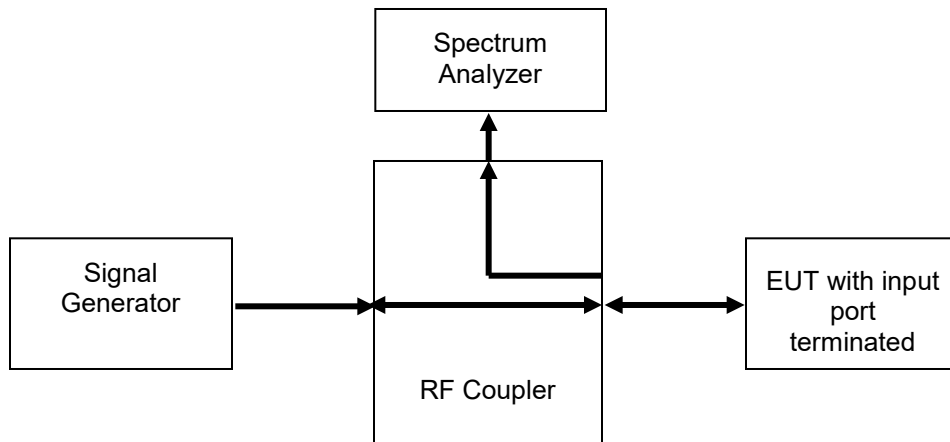 Spectrum
Analyzer
Signal
Generator
EUT with input
port
terminated
RF Coupler